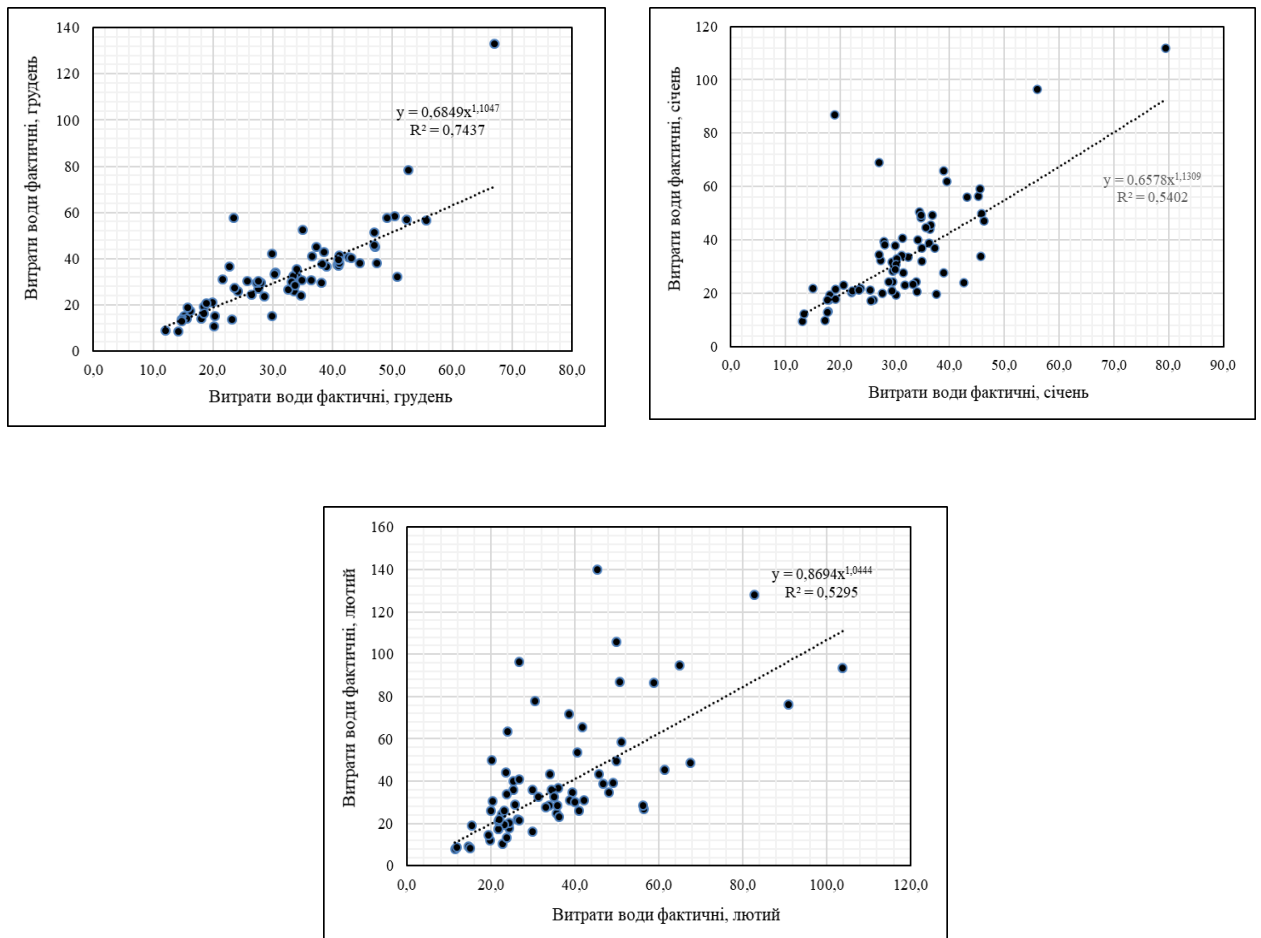 140
120
100
80
60
40
20
0
Витрати води фактичні, грудень
y = 0,6849x^1,1047
R² = 0,7437
0,0 10,0 20,0 30,0 40,0 50,0 60,0 70,0 80,0
Витрати води фактичні, грудень
120
100
80
60
40
20
0
Витрати води фактичні, січень
y = 0,6578x^1,1309
R² = 0,5402
0,0 10,0 20,0 30,0 40,0 50,0 60,0 70,0 80,0 90,0
Витрати води фактичні, січень
160
140
120
100
80
60
40
20
0
Витрати води фактичні, лютий
y = 0,8694x^1,0444
R² = 0,5295
0,0 20,0 40,0 60,0 80,0 100,0 120,0
Витрати води фактичні, лютий